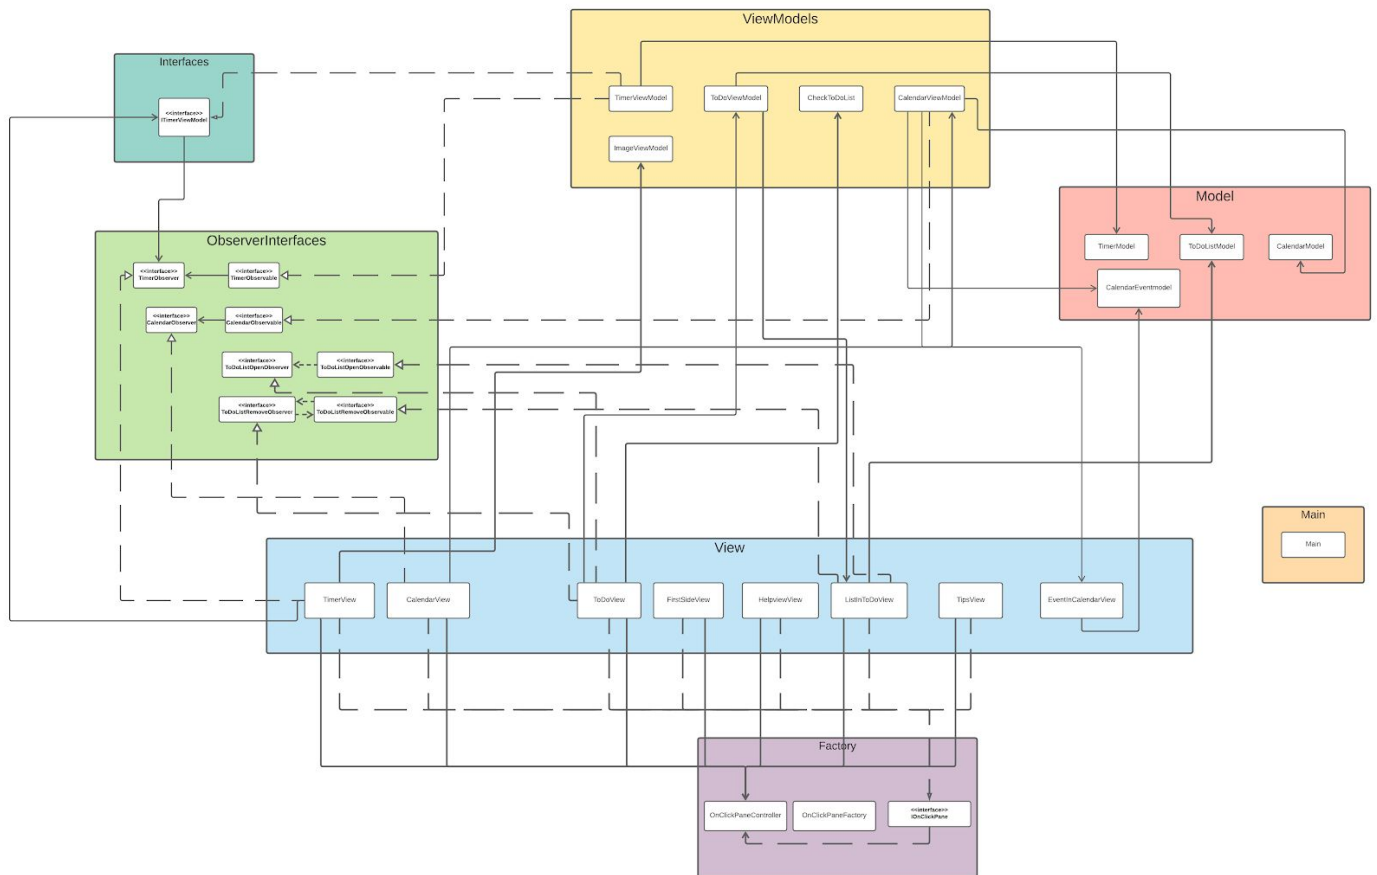 ViewModels
Interfaces
<<interface>>
ITimerViewModel
TimerViewModel
ToDoViewModel
CheckToDoList
CalendarViewModel
ImageViewModel
Model
TimerModel
ToDoListModel
CalendarModel
CalendarEventmodel
ObserverInterfaces
<<interface>>
TimerObserver
<<interface>>
TimerObservable
<<interface>>
CalendarObserver
<<interface>>
CalendarObservable
<<interface>>
ToDoListOpenObserver
<<interface>>
ToDoListOpenObservable
<<interface>>
ToDoListRemoveObserver
<<interface>>
ToDoListRemoveObservable
Main
Main
View
TimerView
CalendarView
ToDoView
FirstSideView
HelpviewView
ListInToDoView
TipsView
EventInCalendarView
Factory
OnClickPaneController
OnClickPaneFactory
<<interface>>
IOnClickPane